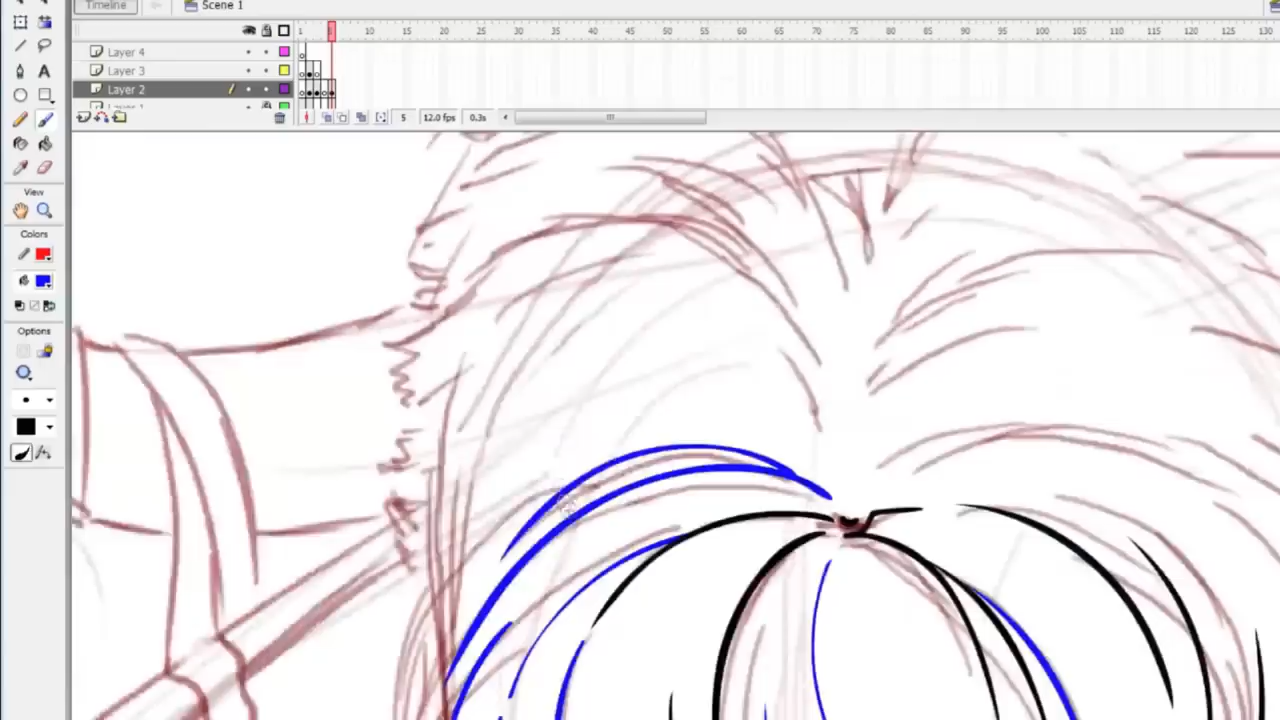 Timeline
Scene 1
1 5 10 15 20 25 30 35 40 45 50 55 60 65 70 75 80 85 90 95 100 105 110 115 120 125 130
Layer 4
Layer 3
Layer 2
5 12.0 fps 0.3s
View
Colors
Options